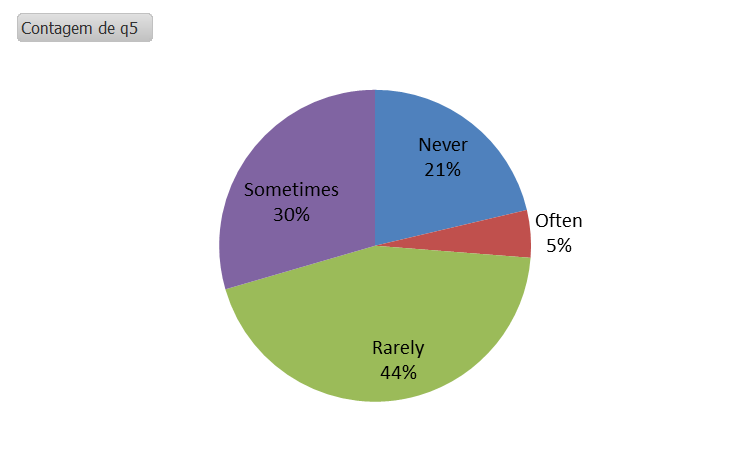 Contagem de q5
Never
21%
Often
5%
Sometimes
30%
Rarely
44%